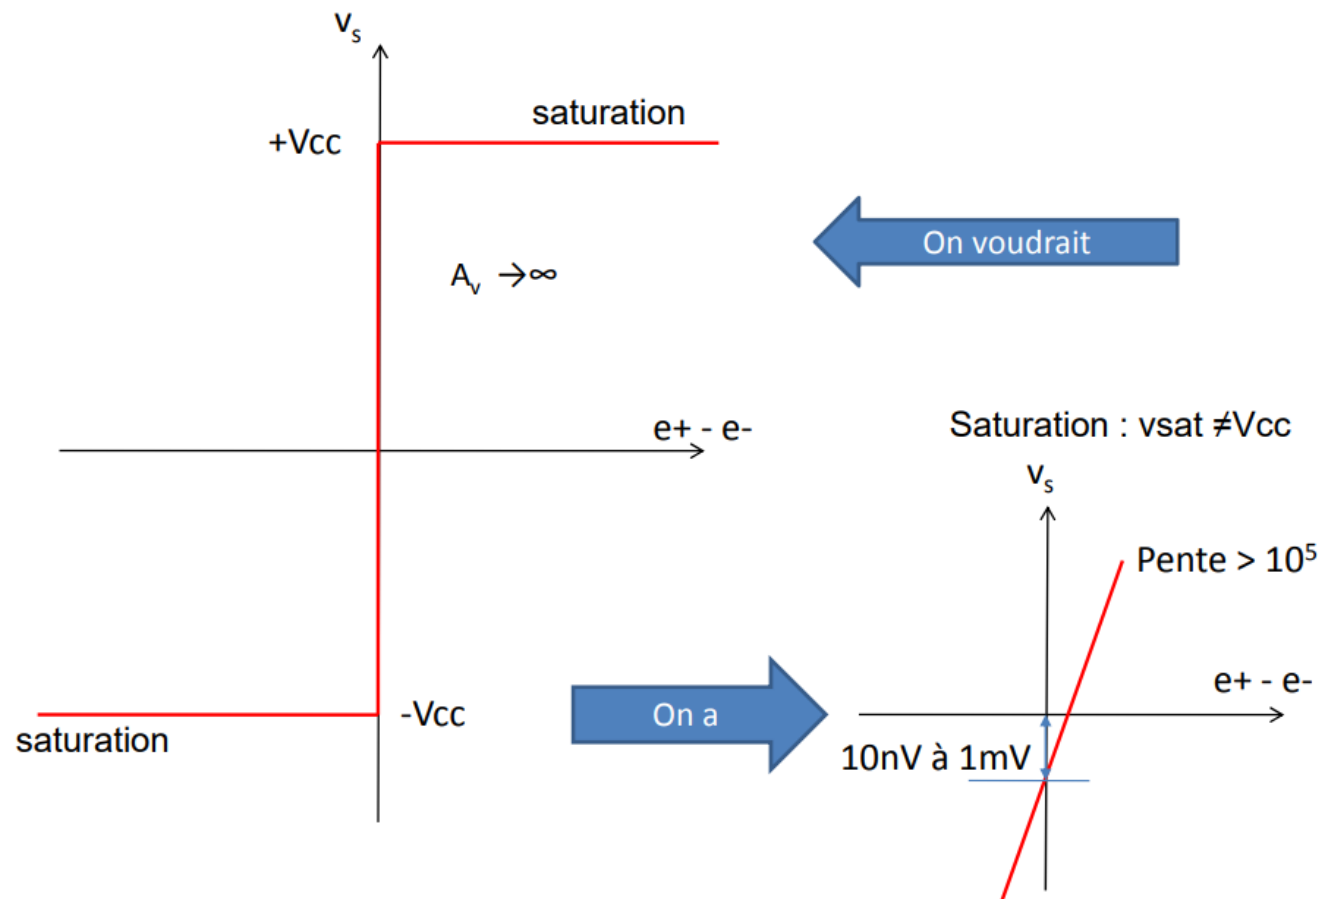 vₛ
saturation
+Vcc
On voudrait
Aᵥ →∞
e+ - e-
Saturation : vsat ≠Vcc
vₛ
Pente > 10⁵
e+ - e-
-Vcc
On a
saturation
10nV à 1mV